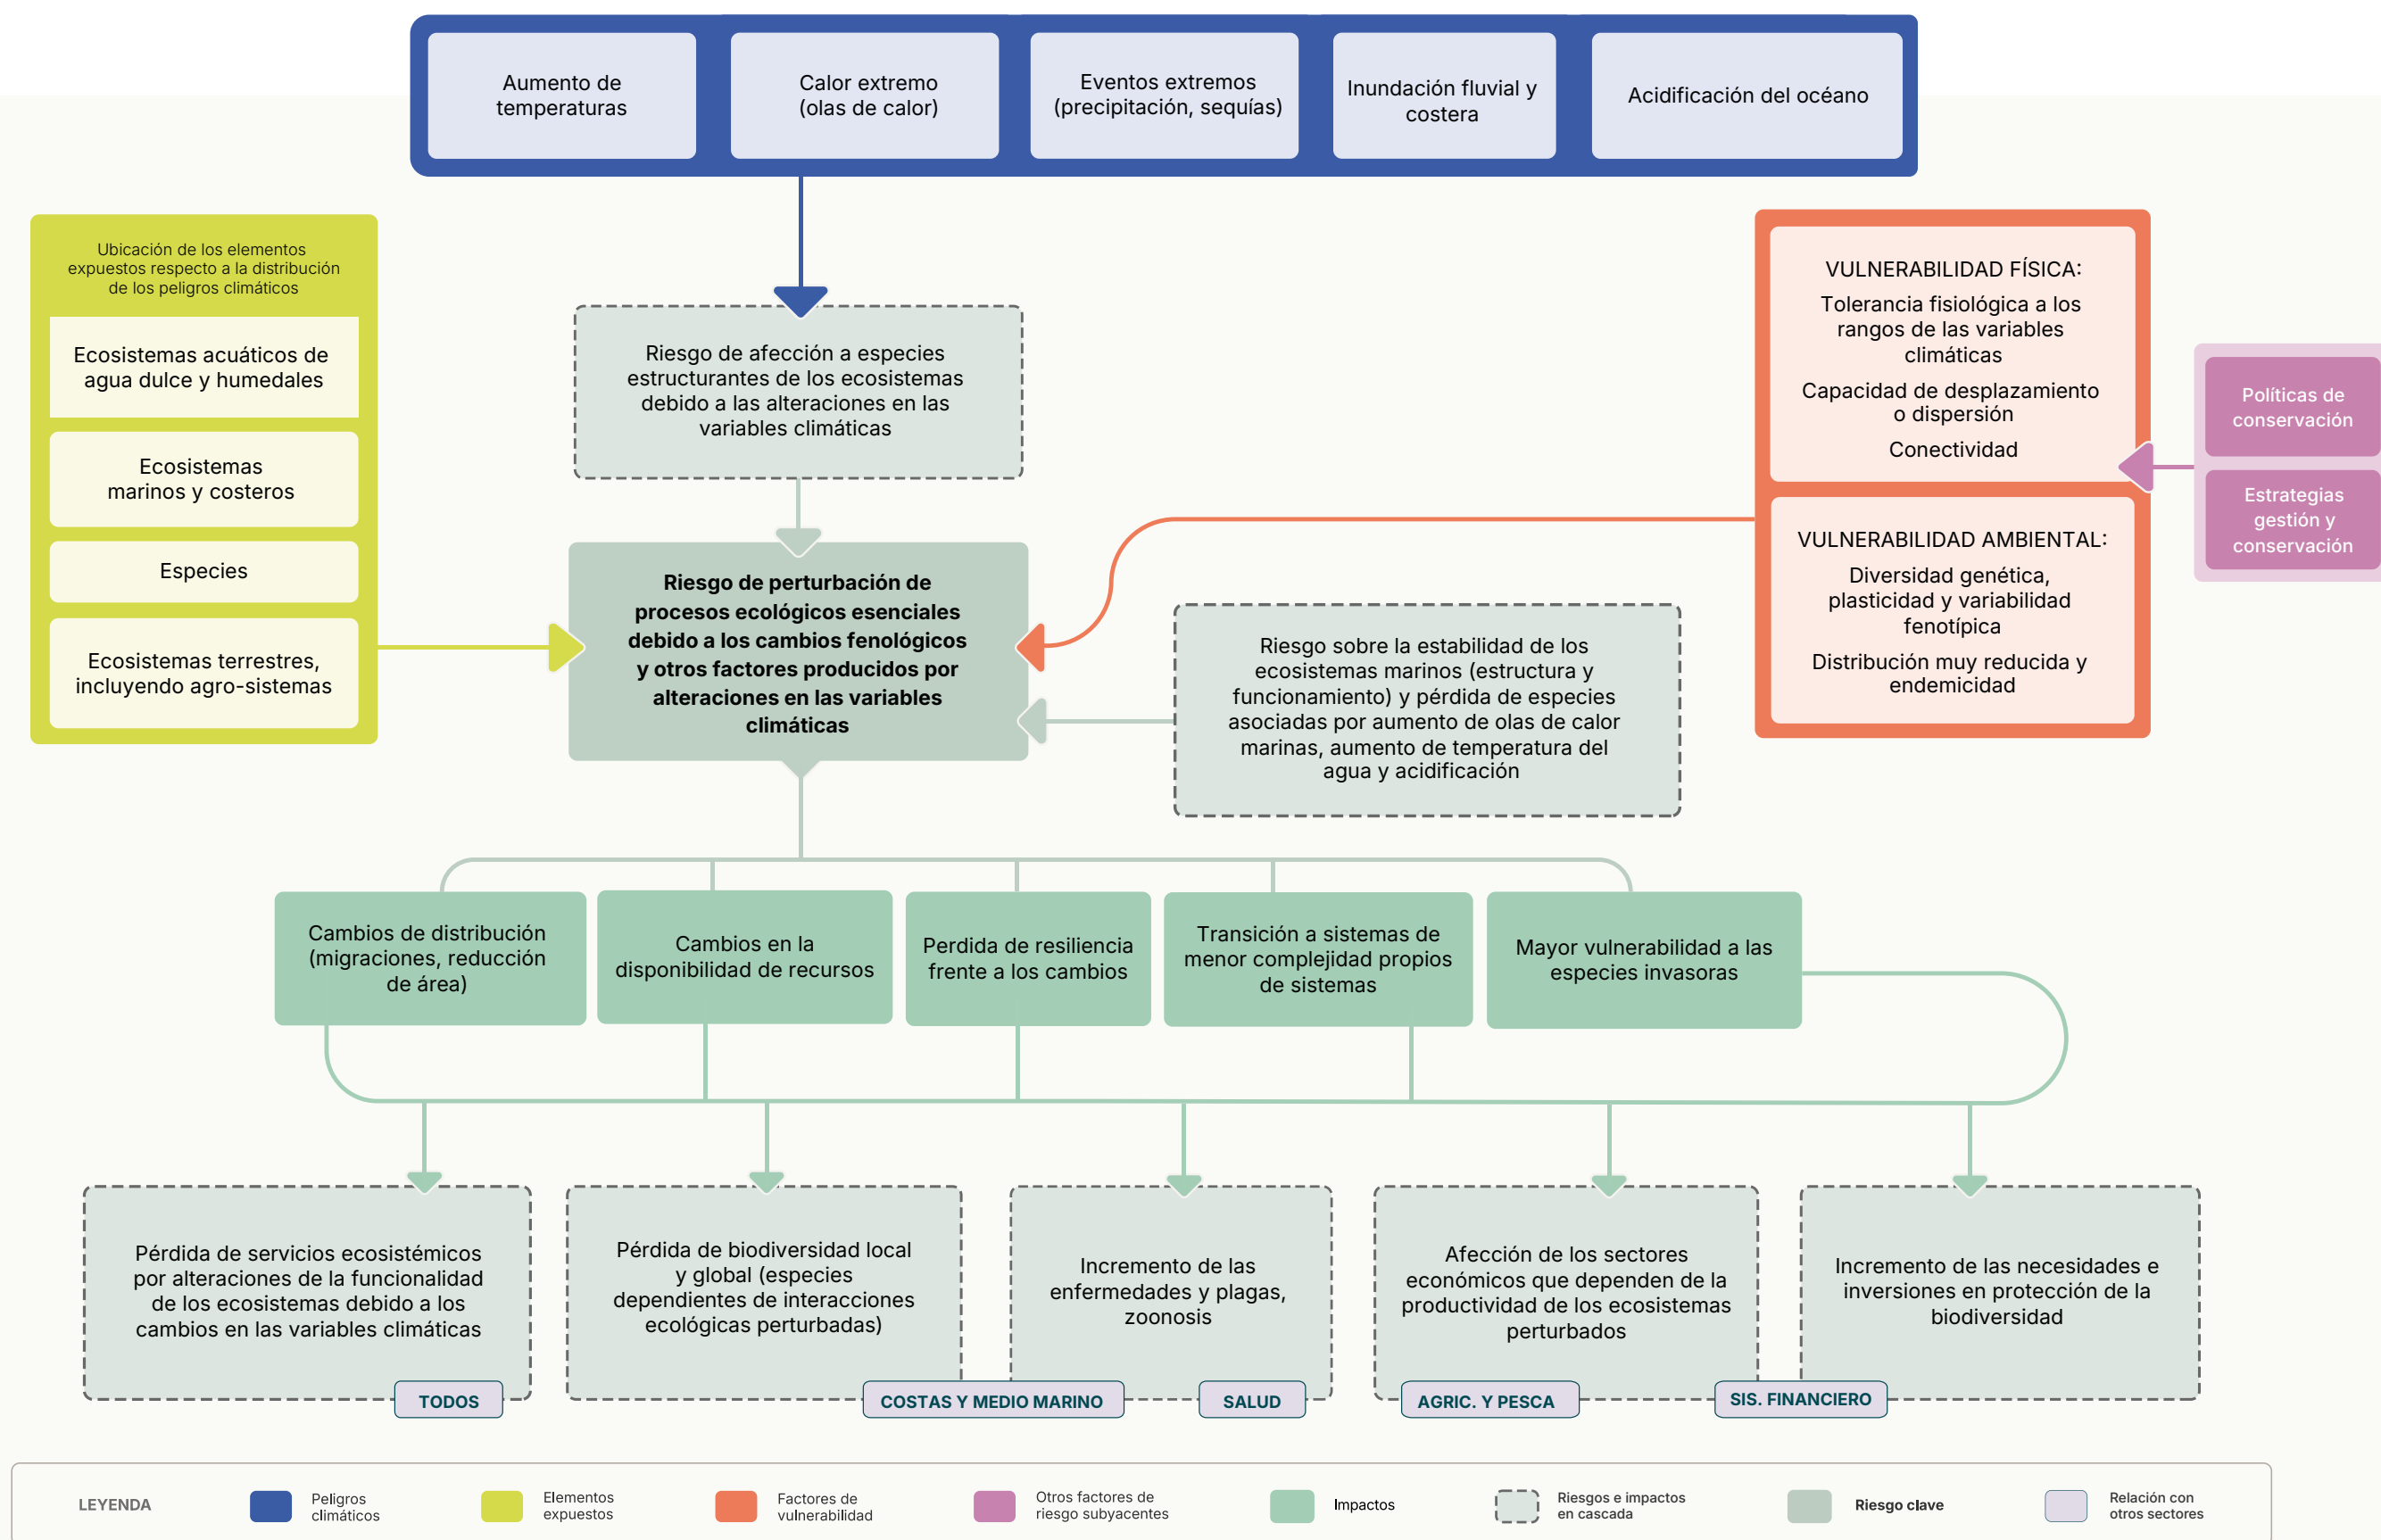 Aumento de
temperaturas
Calor extremo
(olas de calor)
Eventos extremos
(precipitación, sequías)
Inundación fluvial y
costera
Acidificación del océano
Ubicación de los elementos
expuestos respecto a la distribución
de los peligros climáticos
Ecosistemas acuáticos de
agua dulce y humedales
Ecosistemas
marinos y costeros
Especies
Ecosistemas terrestres,
incluyendo agro-sistemas
Riesgo de afección a especies
estructurantes de los ecosistemas
debido a las alteraciones en las
variables climáticas
Riesgo de perturbación de
procesos ecológicos esenciales
debido a los cambios fenológicos
y otros factores producidos por
alteraciones en las variables
climáticas
VULNERABILIDAD FÍSICA:
Tolerancia fisiológica a los
rangos de las variables
climáticas
Capacidad de desplazamiento
o dispersión
Conectividad
VULNERABILIDAD AMBIENTAL:
Diversidad genética,
plasticidad y variabilidad
fenotípica
Distribución muy reducida y
endemicidad
Políticas de
conservación
Estrategias
gestión y
conservación
Riesgo sobre la estabilidad de los
ecosistemas marinos (estructura y
funcionamiento) y pérdida de especies
asociadas por aumento de olas de calor
marinas, aumento de temperatura del
agua y acidificación
Cambios de distribución
(migraciones, reducción
de área)
Cambios en la
disponibilidad de recursos
Perdida de resiliencia
frente a los cambios
Transición a sistemas de
menor complejidad propios
de sistemas
Mayor vulnerabilidad a las
especies invasoras
Pérdida de servicios ecosistémicos
por alteraciones de la funcionalidad
de los ecosistemas debido a los
cambios en las variables climáticas
TODOS
Pérdida de biodiversidad local
y global (especies
dependientes de interacciones
ecológicas perturbadas)
COSTAS Y MEDIO MARINO
Incremento de las
enfermedades y plagas,
zoonosis
SALUD
Afección de los sectores
económicos que dependen de la
productividad de los ecosistemas
perturbados
AGRIC. Y PESCA
SIS. FINANCIERO
Incremento de las necesidades e
inversiones en protección de la
biodiversidad
LEYENDA
Peligros
climáticos
Elementos
expuestos
Factores de
vulnerabilidad
Otros factores de
riesgo subyacentes
Impactos
Riesgos e impactos
en cascada
Riesgo clave
Relación con
otros sectores